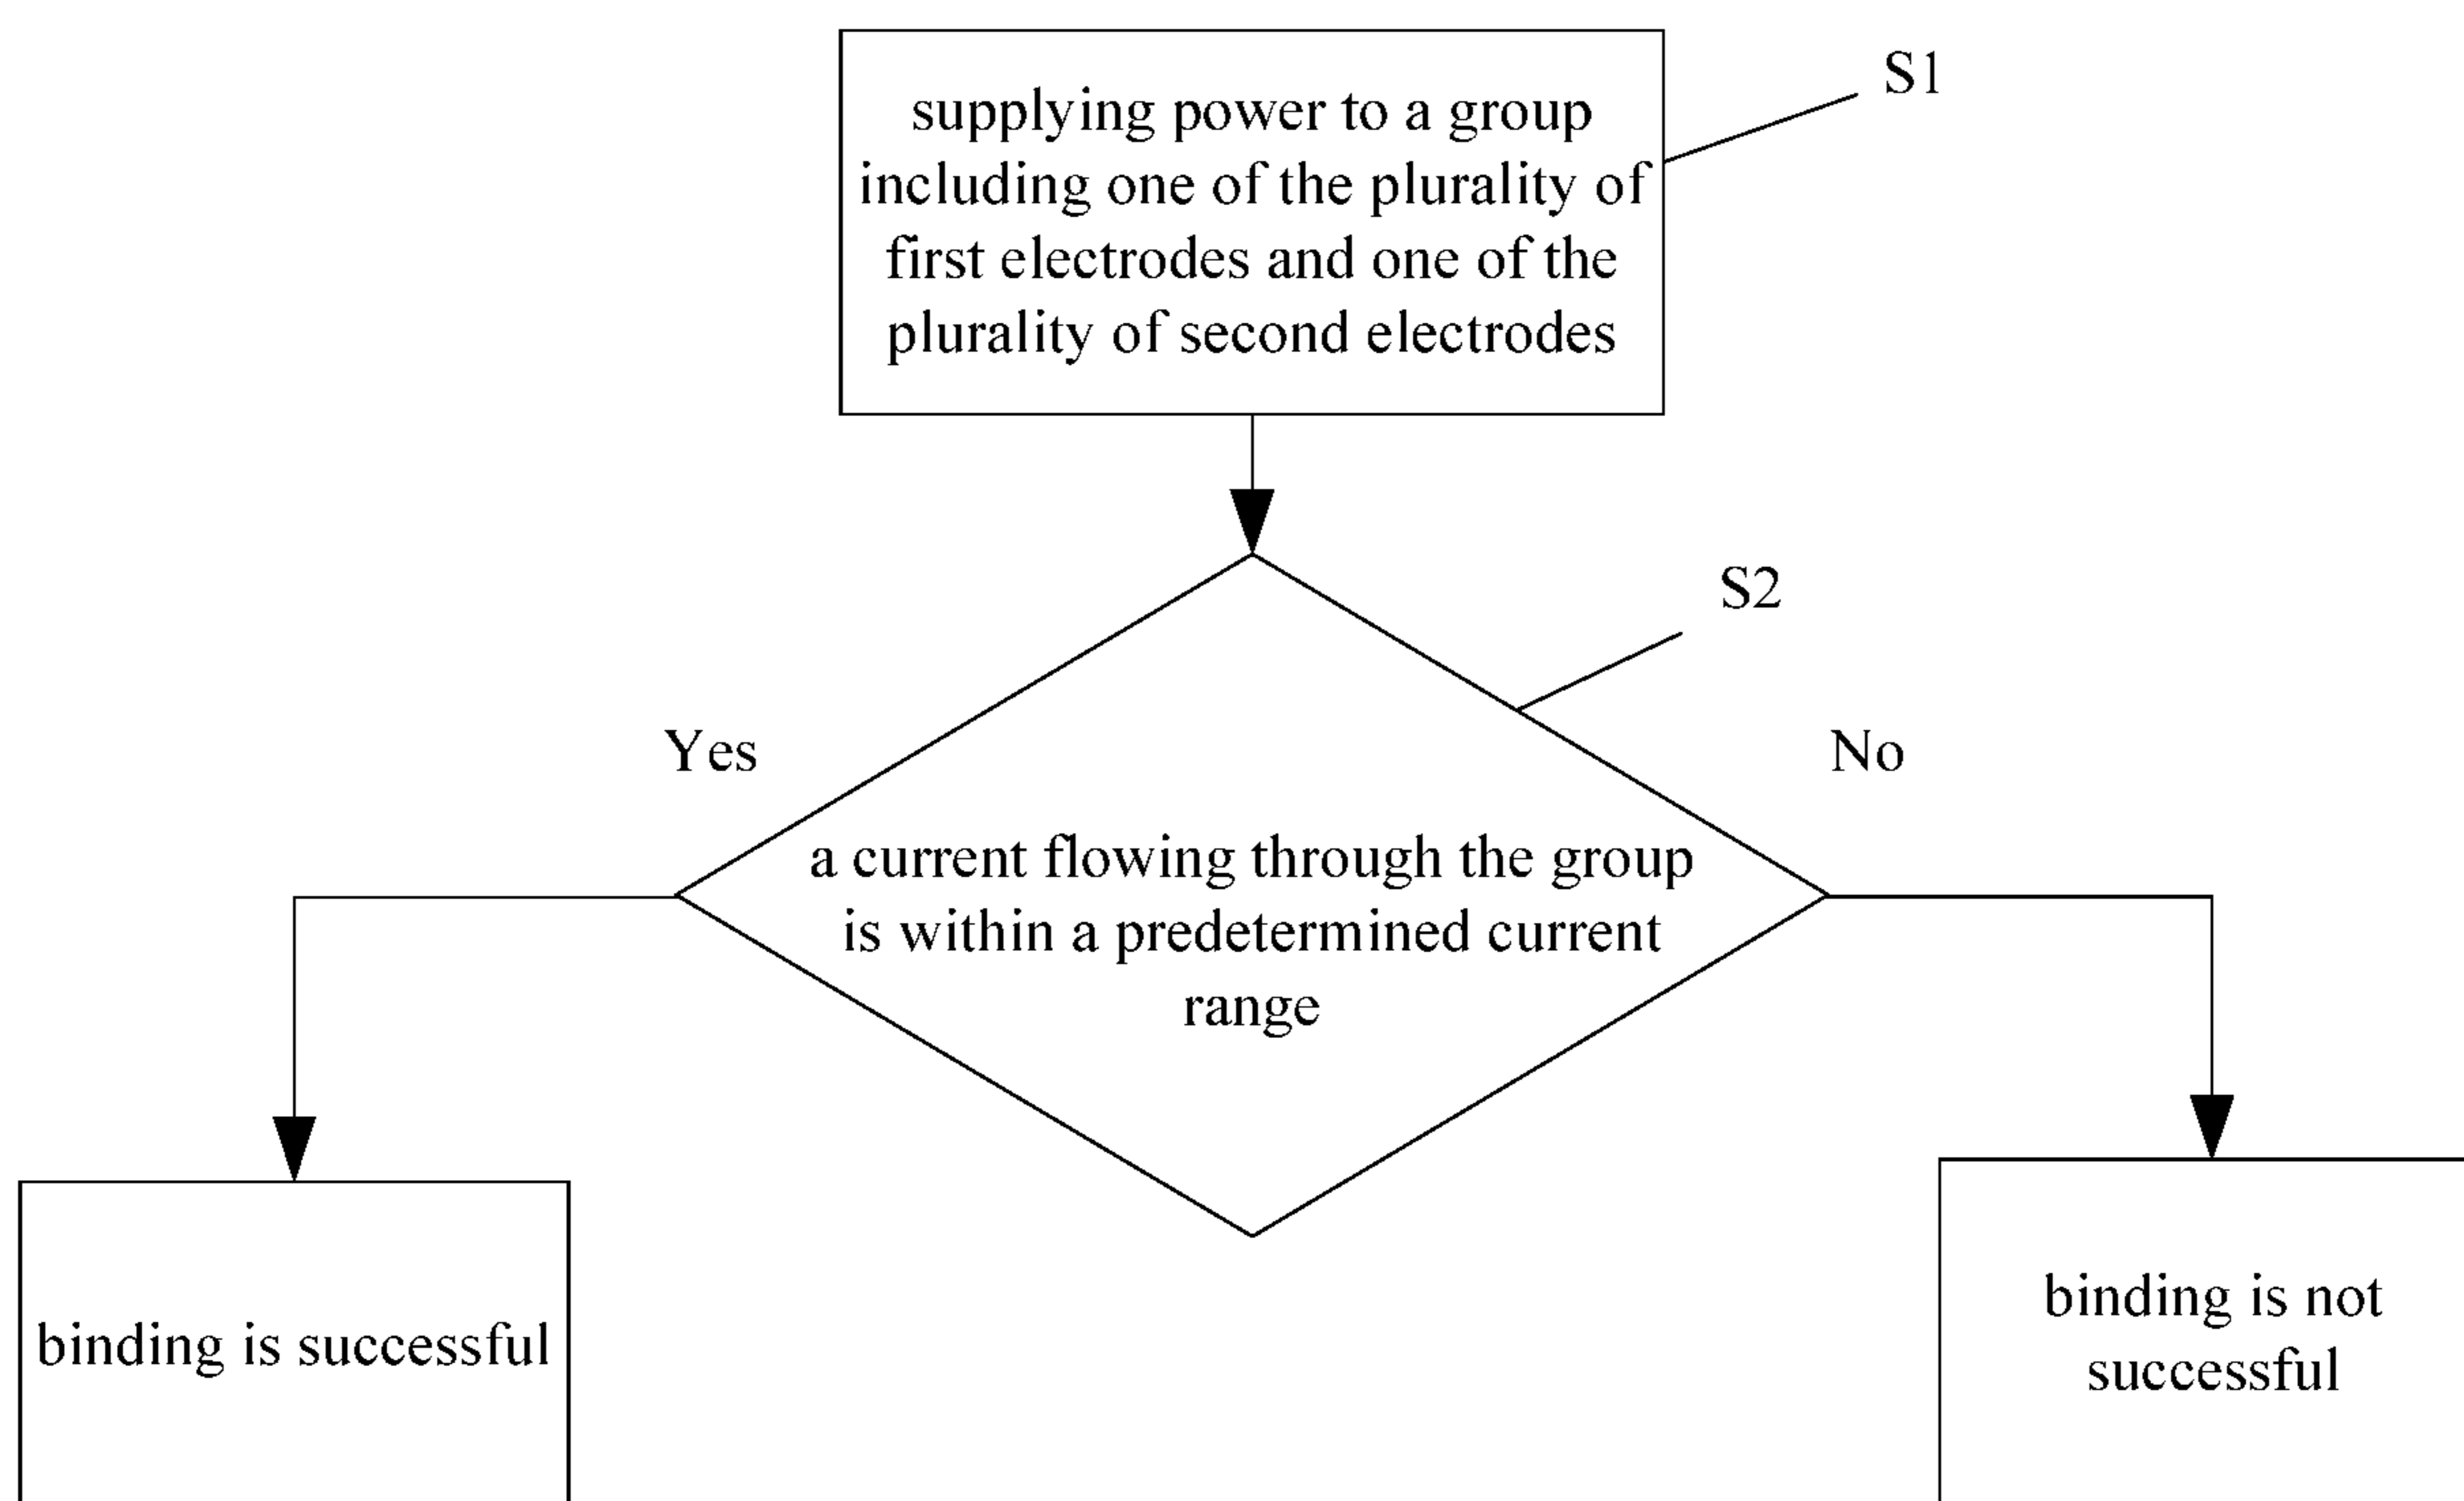 supplying power to a group
including one of the plurality of
first electrodes and one of the
plurality of second electrodes
S1
S2
Yes
No
a current flowing through the group
is within a predetermined current
range
binding is successful
binding is not
successful